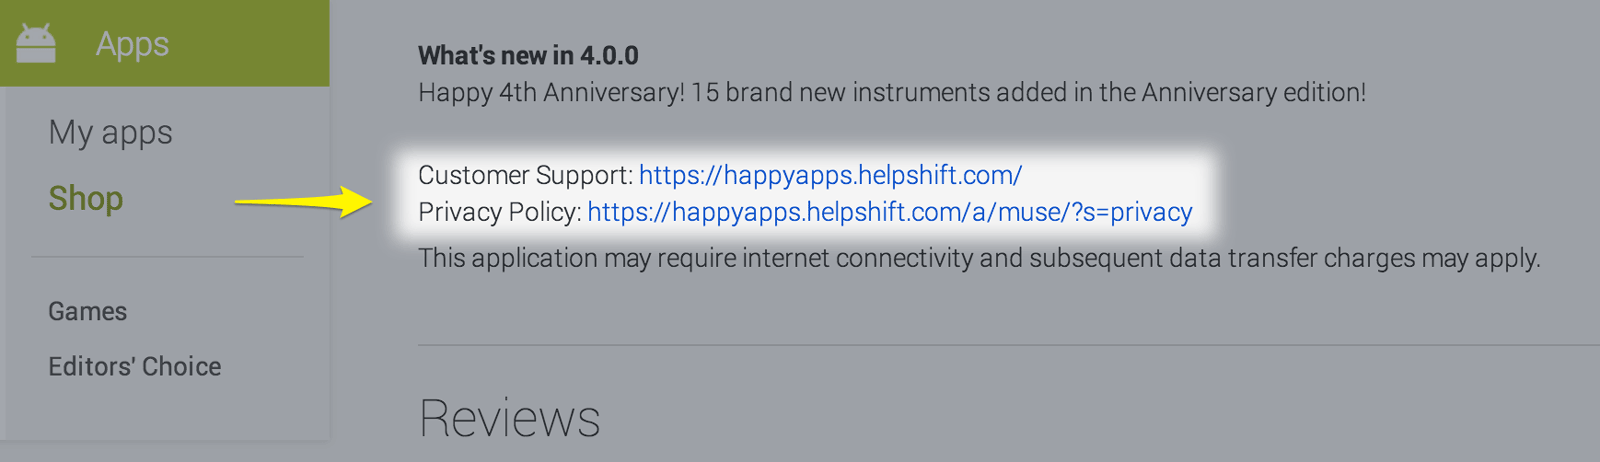 Apps
My apps
Shop
Games
Editors' Choice
What's new in 4.0.0
Happy 4th Anniversary! 15 brand new instruments added in the Anniversary edition!
Customer Support: https://happyapps.helpshift.com/
Privacy Policy: https://happyapps.helpshift.com/a/muse/?s=privacy
This application may require internet connectivity and subsequent data transfer charges may apply.
Reviews